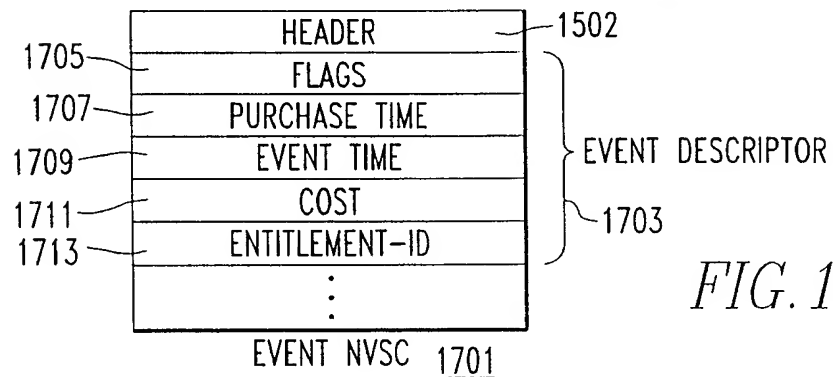 HEADER 1502
1705 FLAGS
1707 PURCHASE TIME
1709 EVENT TIME EVENT DESCRIPTOR
1711 COST 1703
1713 ENTITLEMENT-ID
FIG. 1
EVENT NVSC 1701